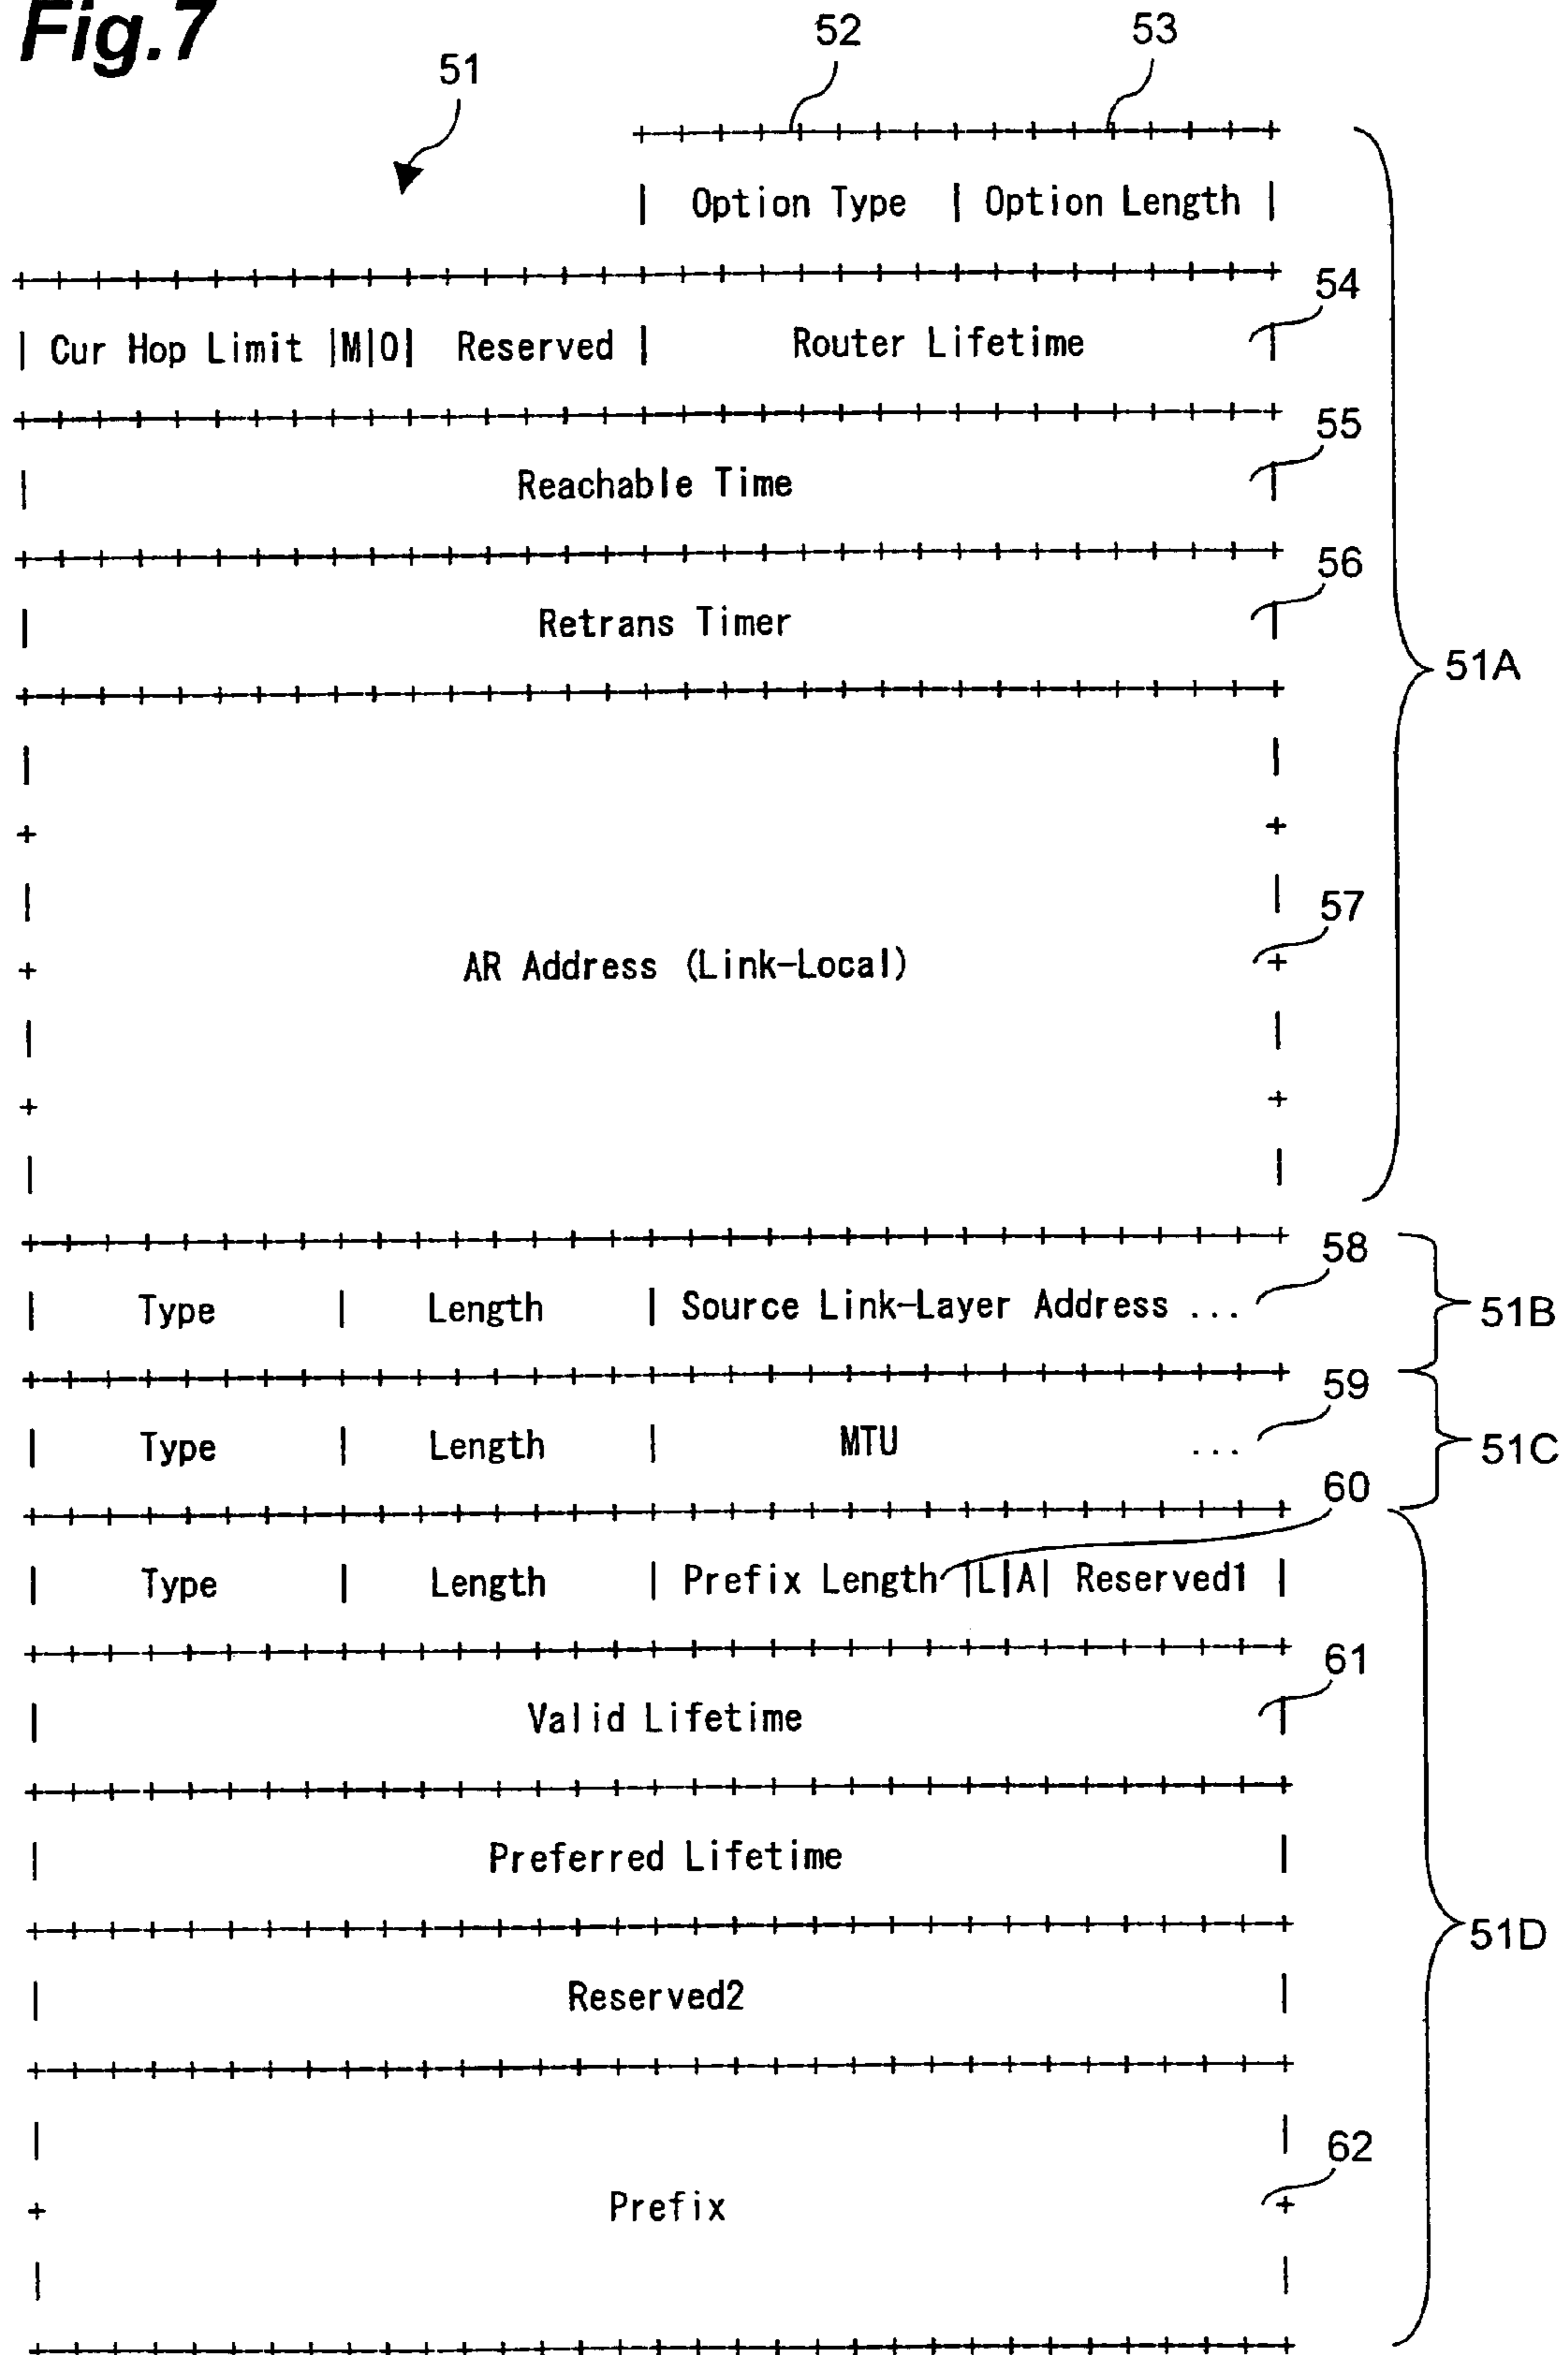 Fig.7
52 53
51
| Option Type | Option Length |
54
| Cur Hop Limit |M|O| Reserved | Router Lifetime |
55
| Reachable Time |
56
| Retrans Timer |
51A
57
AR Address (Link-Local)
58
| Type | Length | Source Link-Layer Address ...
51B
59
| Type | Length | MTU ...
51C
60
| Type | Length | Prefix Length |L|A| Reserved1 |
61
| Valid Lifetime |
| Preferred Lifetime |
51D
| Reserved2 |
62
Prefix